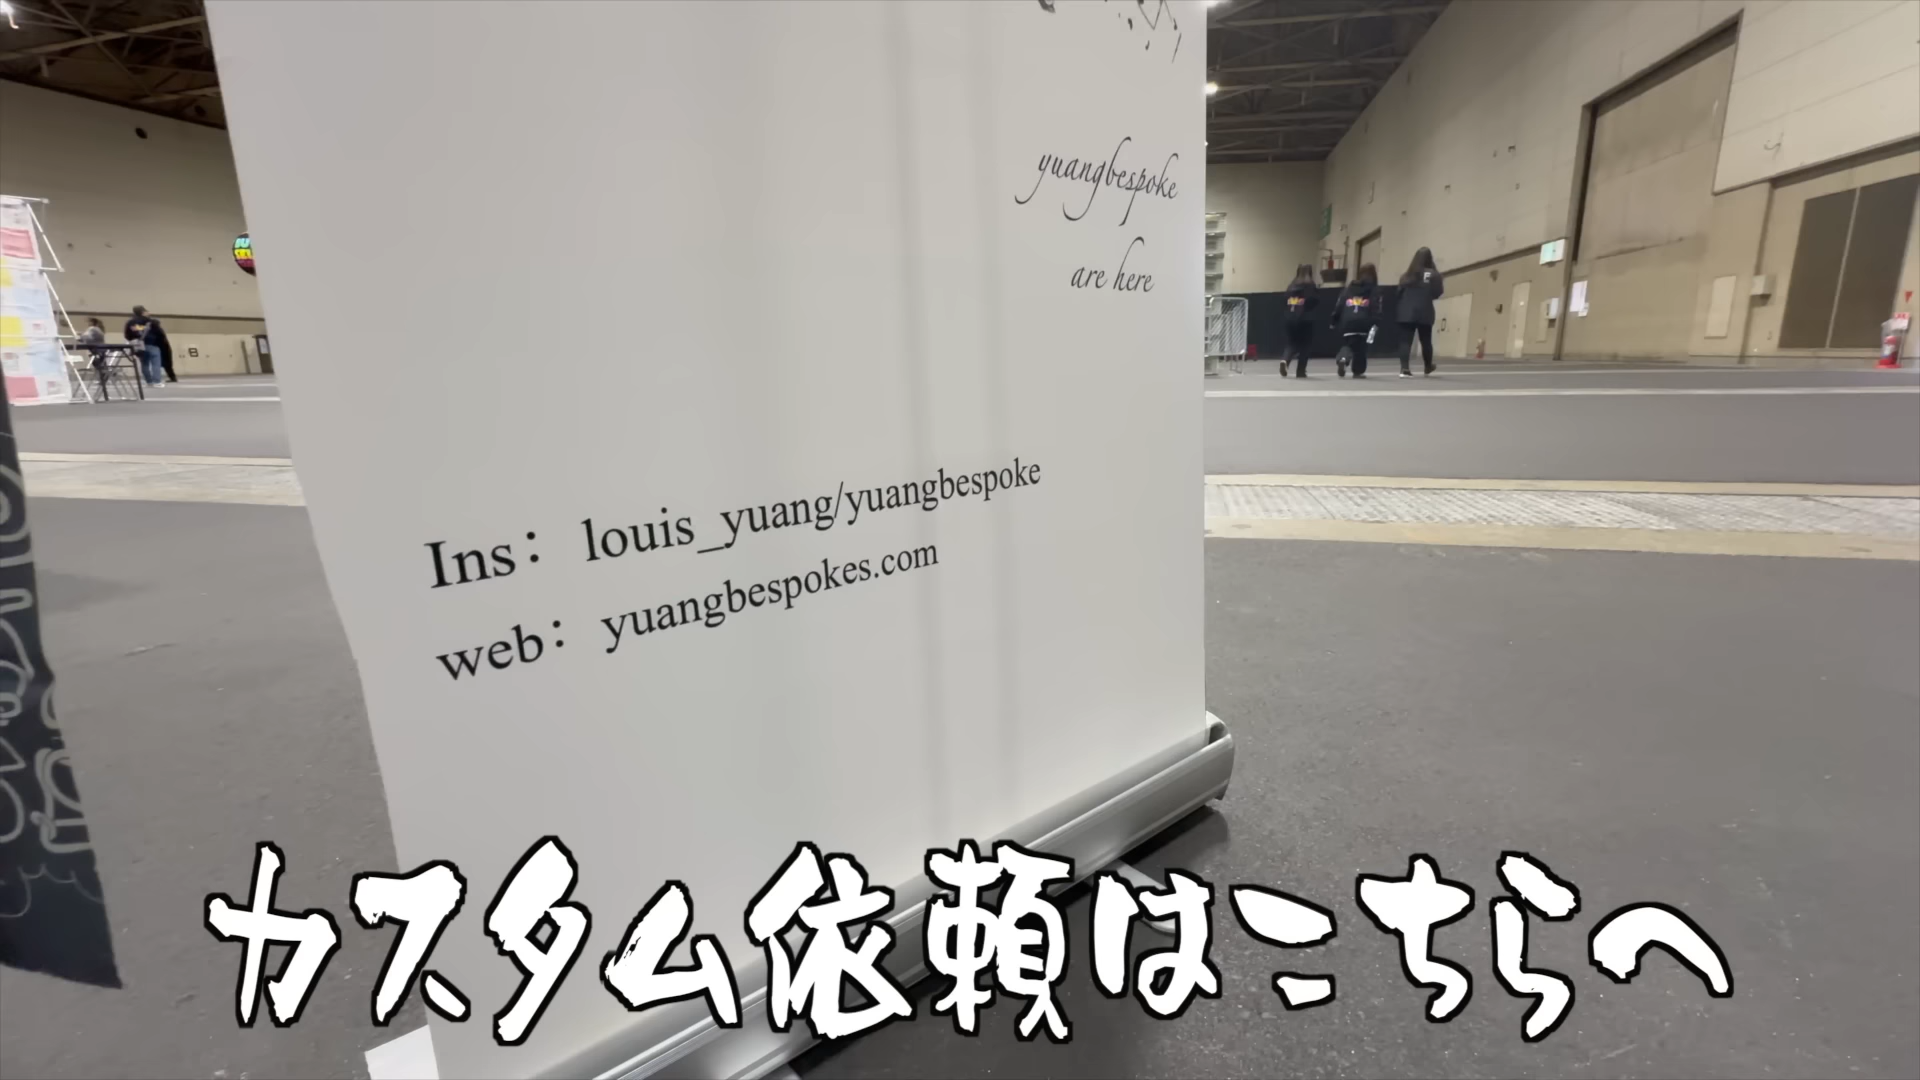 yuangbespoke
are here
Ins：louis_yuang/yuangbespoke
web：yuangbespokes.com
カスタム依頼はこちらへ